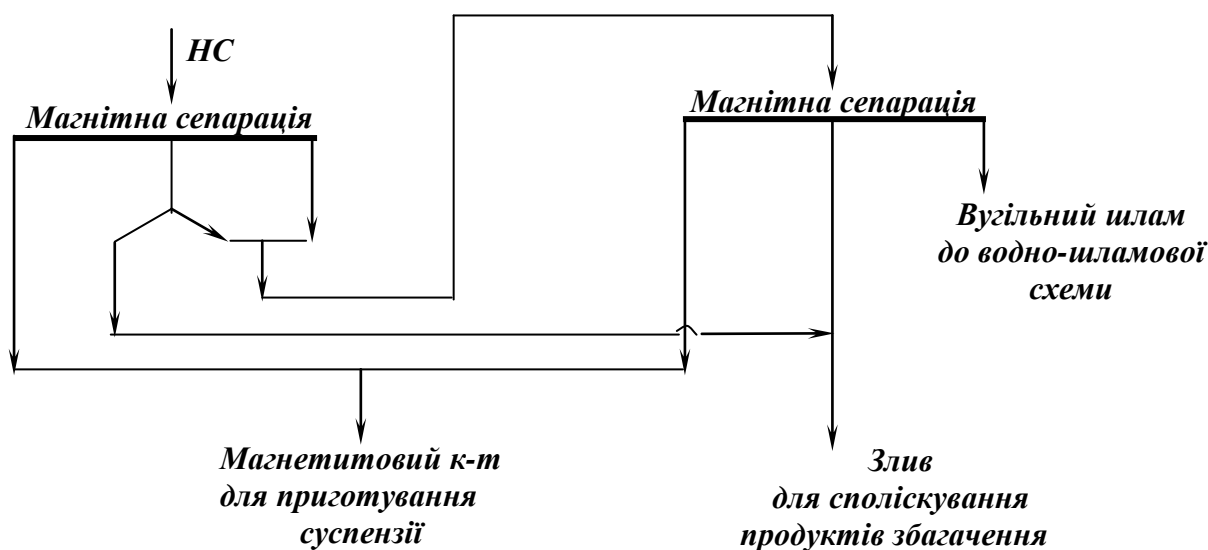 НС
Магнітна сепарація
Магнітна сепарація
Вугільний шлам
до водно-шламової
схеми
Магнетитовий к-т
для приготування
суспензії
Злив
для споліскування
продуктів збагачення